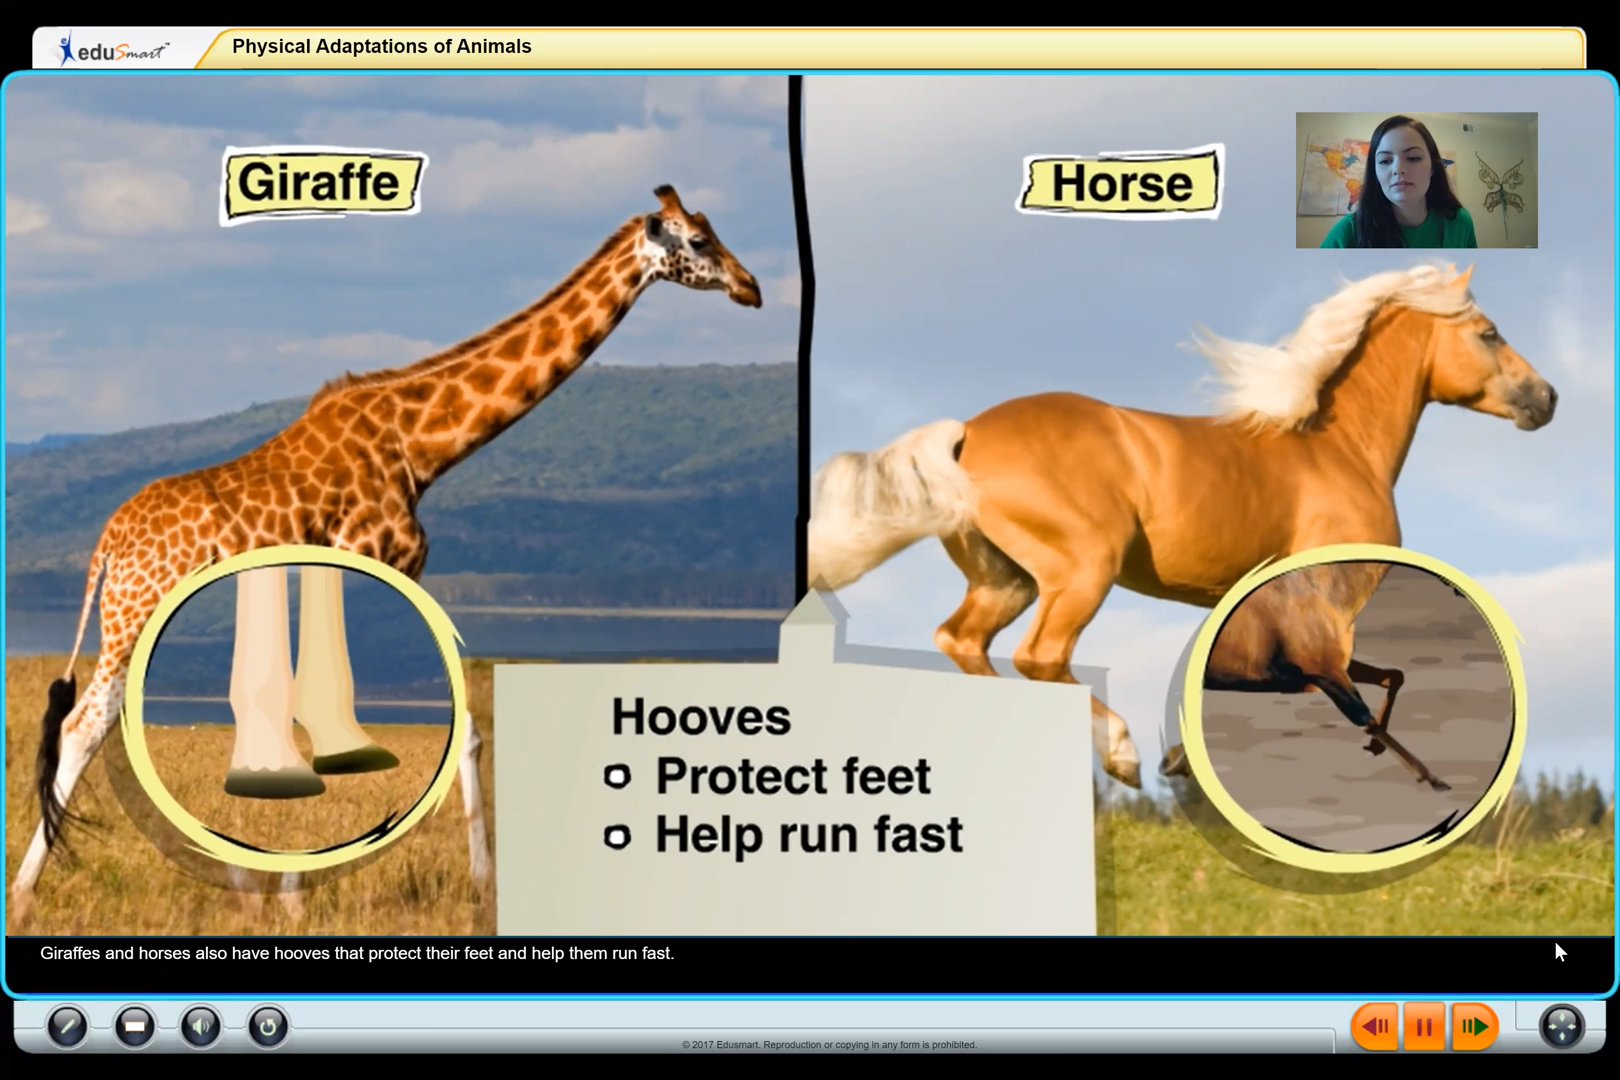 eduSmart™
Physical Adaptations of Animals
Giraffe
Horse
Hooves
Protect feet
Help run fast
Giraffes and horses also have hooves that protect their feet and help them run fast.
© 2017 Edusmart. Reproduction or copying in any form is prohibited.